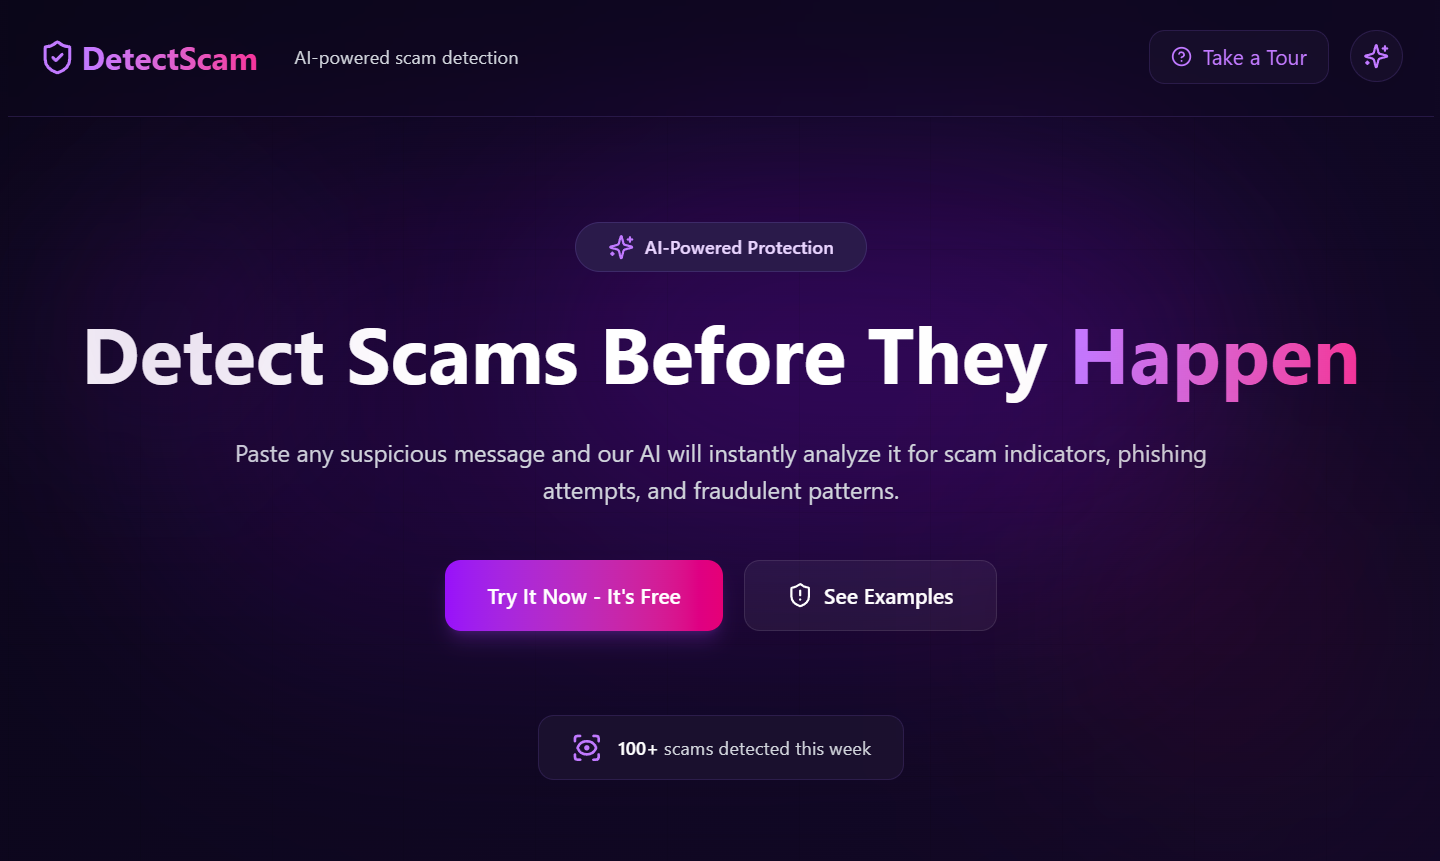 DetectScam
AI-powered scam detection
Take a Tour
AI-Powered Protection
Detect Scams Before They Happen
Paste any suspicious message and our AI will instantly analyze it for scam indicators, phishing
attempts, and fraudulent patterns.
Try It Now - It's Free
See Examples
100+ scams detected this week